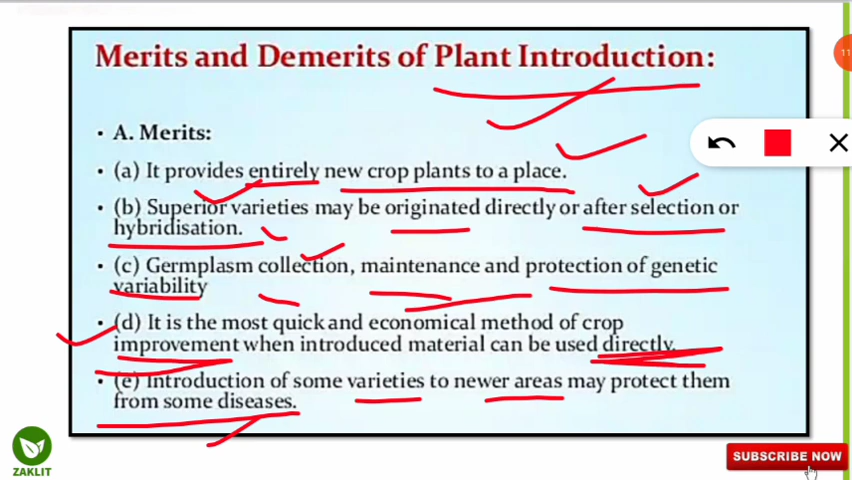 Merits and Demerits of Plant Introduction:
• A. Merits:
• (a) It provides entirely new crop plants to a place.
• (b) Superior varieties may be originated directly or after selection or
hybridisation.
• (c) Germplasm collection, maintenance and protection of genetic
variability
• (d) It is the most quick and economical method of crop
improvement when introduced material can be used directly.
• (e) Introduction of some varieties to newer areas may protect them
from some diseases.
11
ZAKLIT
SUBSCRIBE NOW